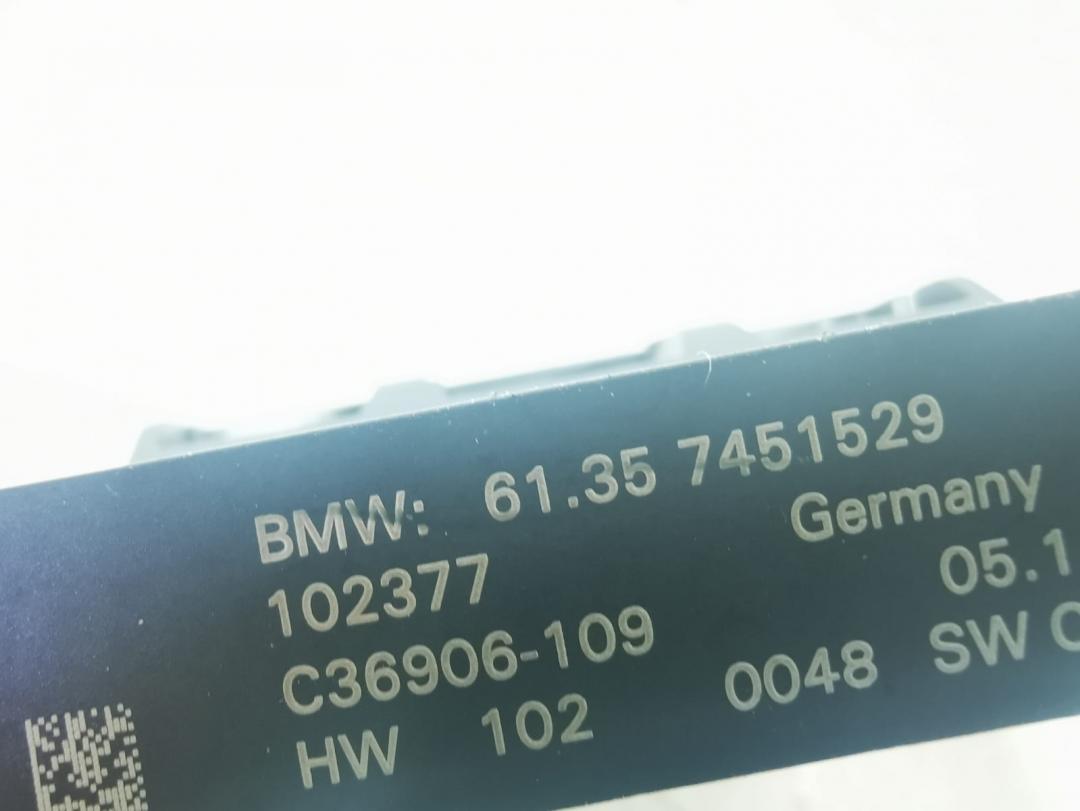 BMW: 61.35 7451529
102377 Germany
C36906-109 05.1
HW 102 0048 SW